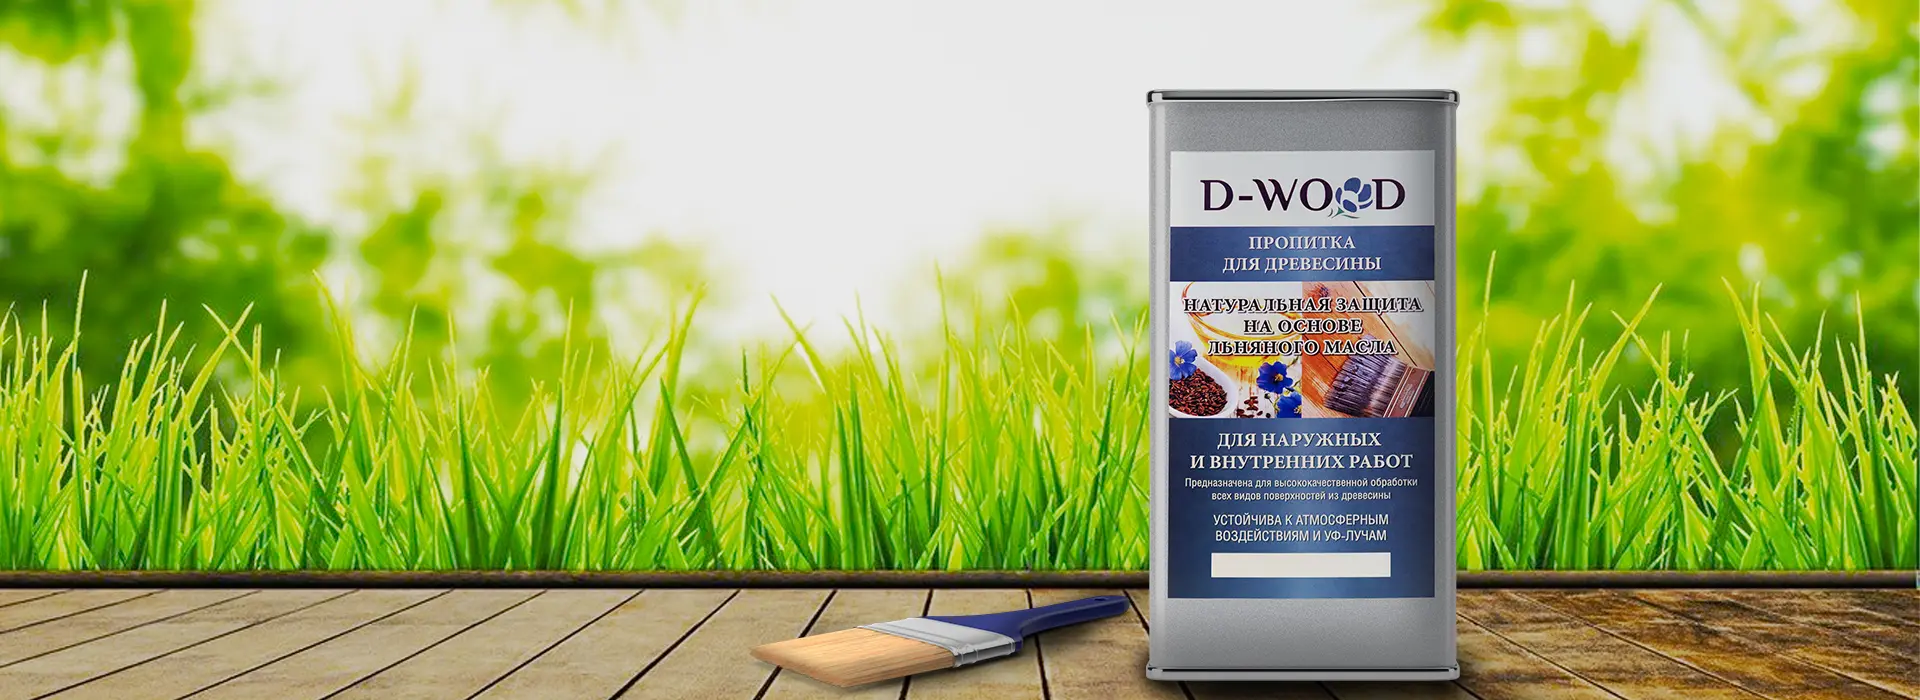 D-WOOD
ПРОПИТКА
ДЛЯ ДРЕВЕСИНЫ
НАТУРАЛЬНАЯ ЗАЩИТА
НА ОСНОВЕ
ЛЬНЯНОГО МАСЛА
ДЛЯ НАРУЖНЫХ
И ВНУТРЕННИХ РАБОТ
Предназначена для высококачественной обработки
всех видов поверхностей из древесины
УСТОЙЧИВА К АТМОСФЕРНЫМ
ВОЗДЕЙСТВИЯМ И УФ-ЛУЧАМ